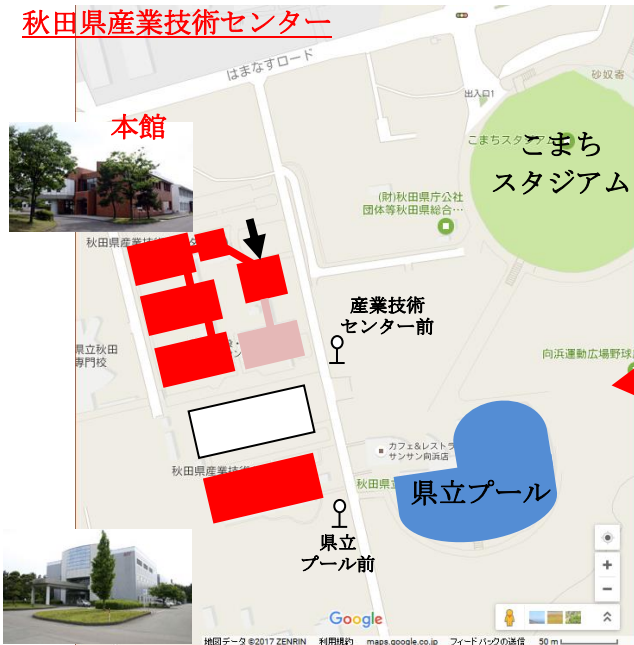 秋田県産業技術センター
はまなすロード
本館
砂奴寄
出入口1
こまちスタジアム
こまち
スタジアム
(財)秋田県庁公社
団体等秋田県総合…
秋田県産業技術
産業技術
センター前
県立秋田
専門校
向浜運動広場野球
カフェ&レストラ
サンサン向浜店
秋田県産業技術
秋田県立
県立プール
県立
プール前
Google
地図データ ©2017 ZENRIN 利用規約 maps.google.co.jp フィードバックの送信 50 m